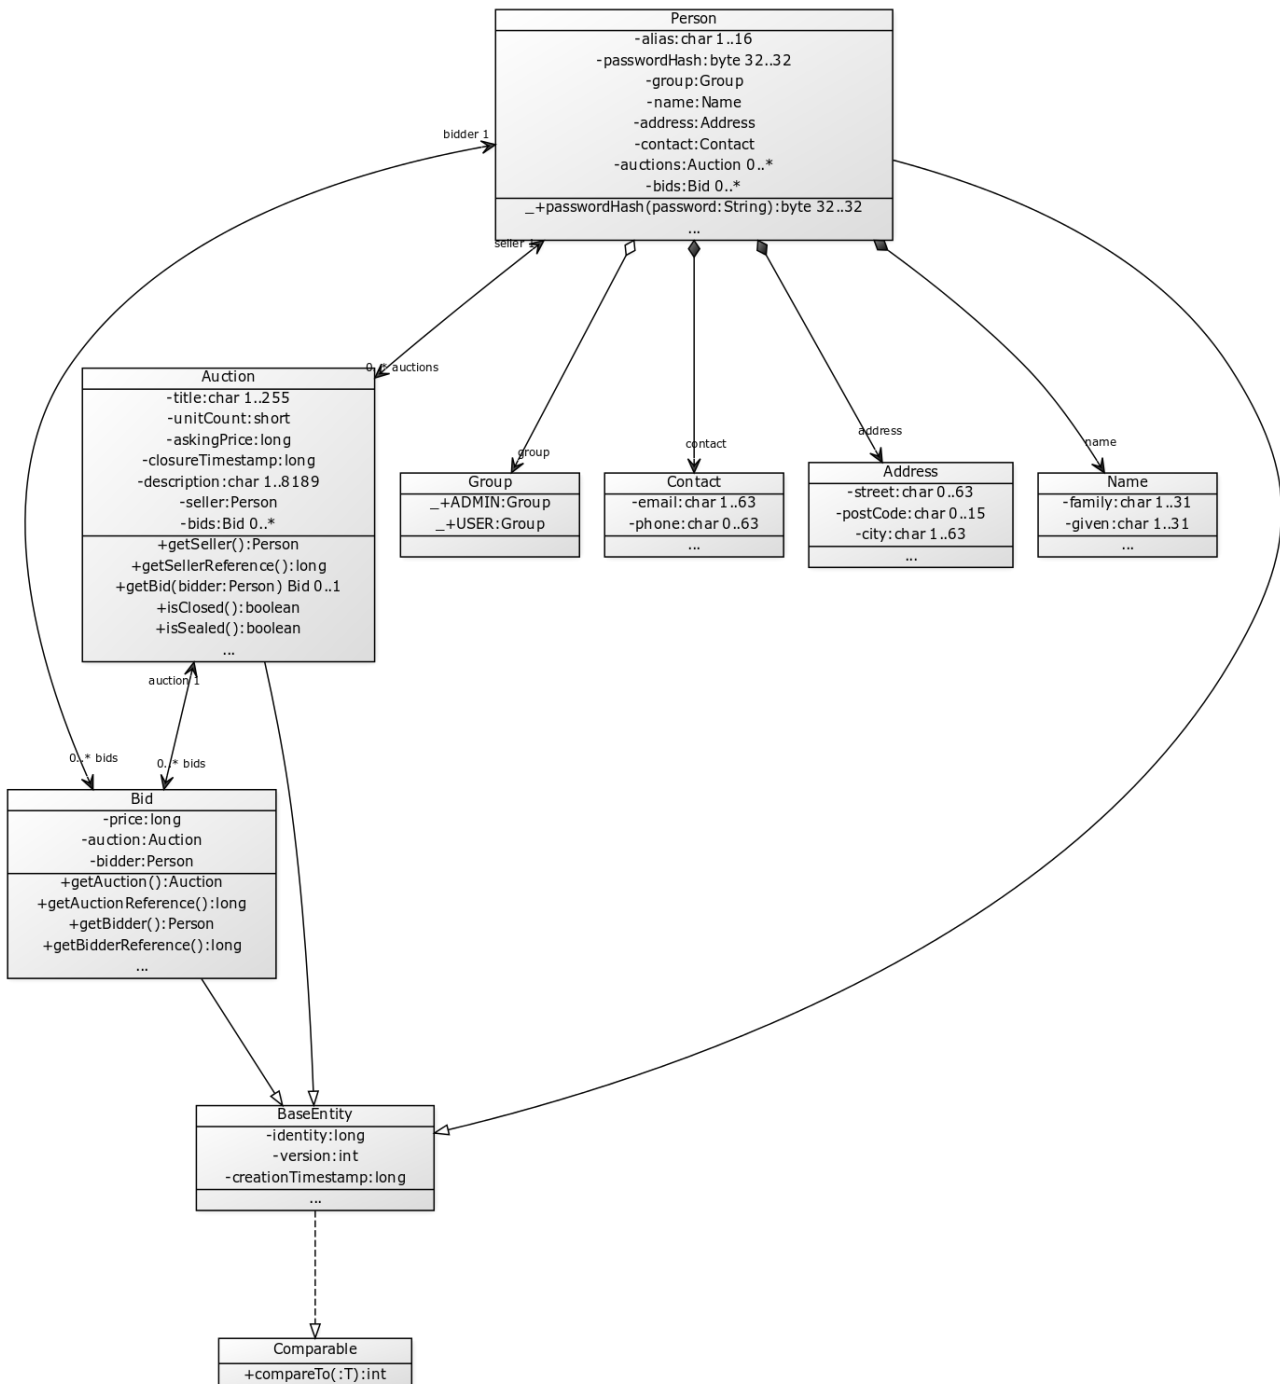 Person
-alias:char 1..16
-passwordHash:byte 32..32
-group:Group
-name:Name
-address:Address
-contact:Contact
-auctions:Auction 0..*
-bids:Bid 0..*
_+passwordHash(password:String):byte 32..32
...
bidder 1
seller 1
0..* auctions
Auction
-title:char 1..255
-unitCount:short
-askingPrice:long
-closureTimestamp:long
-description:char 1..8189
-seller:Person
-bids:Bid 0..*
+getSeller():Person
+getSellerReference():long
+getBid(bidder:Person) Bid 0..1
+isClosed():boolean
+isSealed():boolean
...
group
Group
_+ADMIN:Group
_+USER:Group
contact
Contact
-email:char 1..63
-phone:char 0..63
...
address
Address
-street:char 0..63
-postCode:char 0..15
-city:char 1..63
...
name
Name
-family:char 1..31
-given:char 1..31
...
auction 1
0..* bids
0..* bids
Bid
-price:long
-auction:Auction
-bidder:Person
+getAuction():Auction
+getAuctionReference():long
+getBidder():Person
+getBidderReference():long
...
BaseEntity
-identity:long
-version:int
-creationTimestamp:long
...
Comparable
+compareTo(:T):int